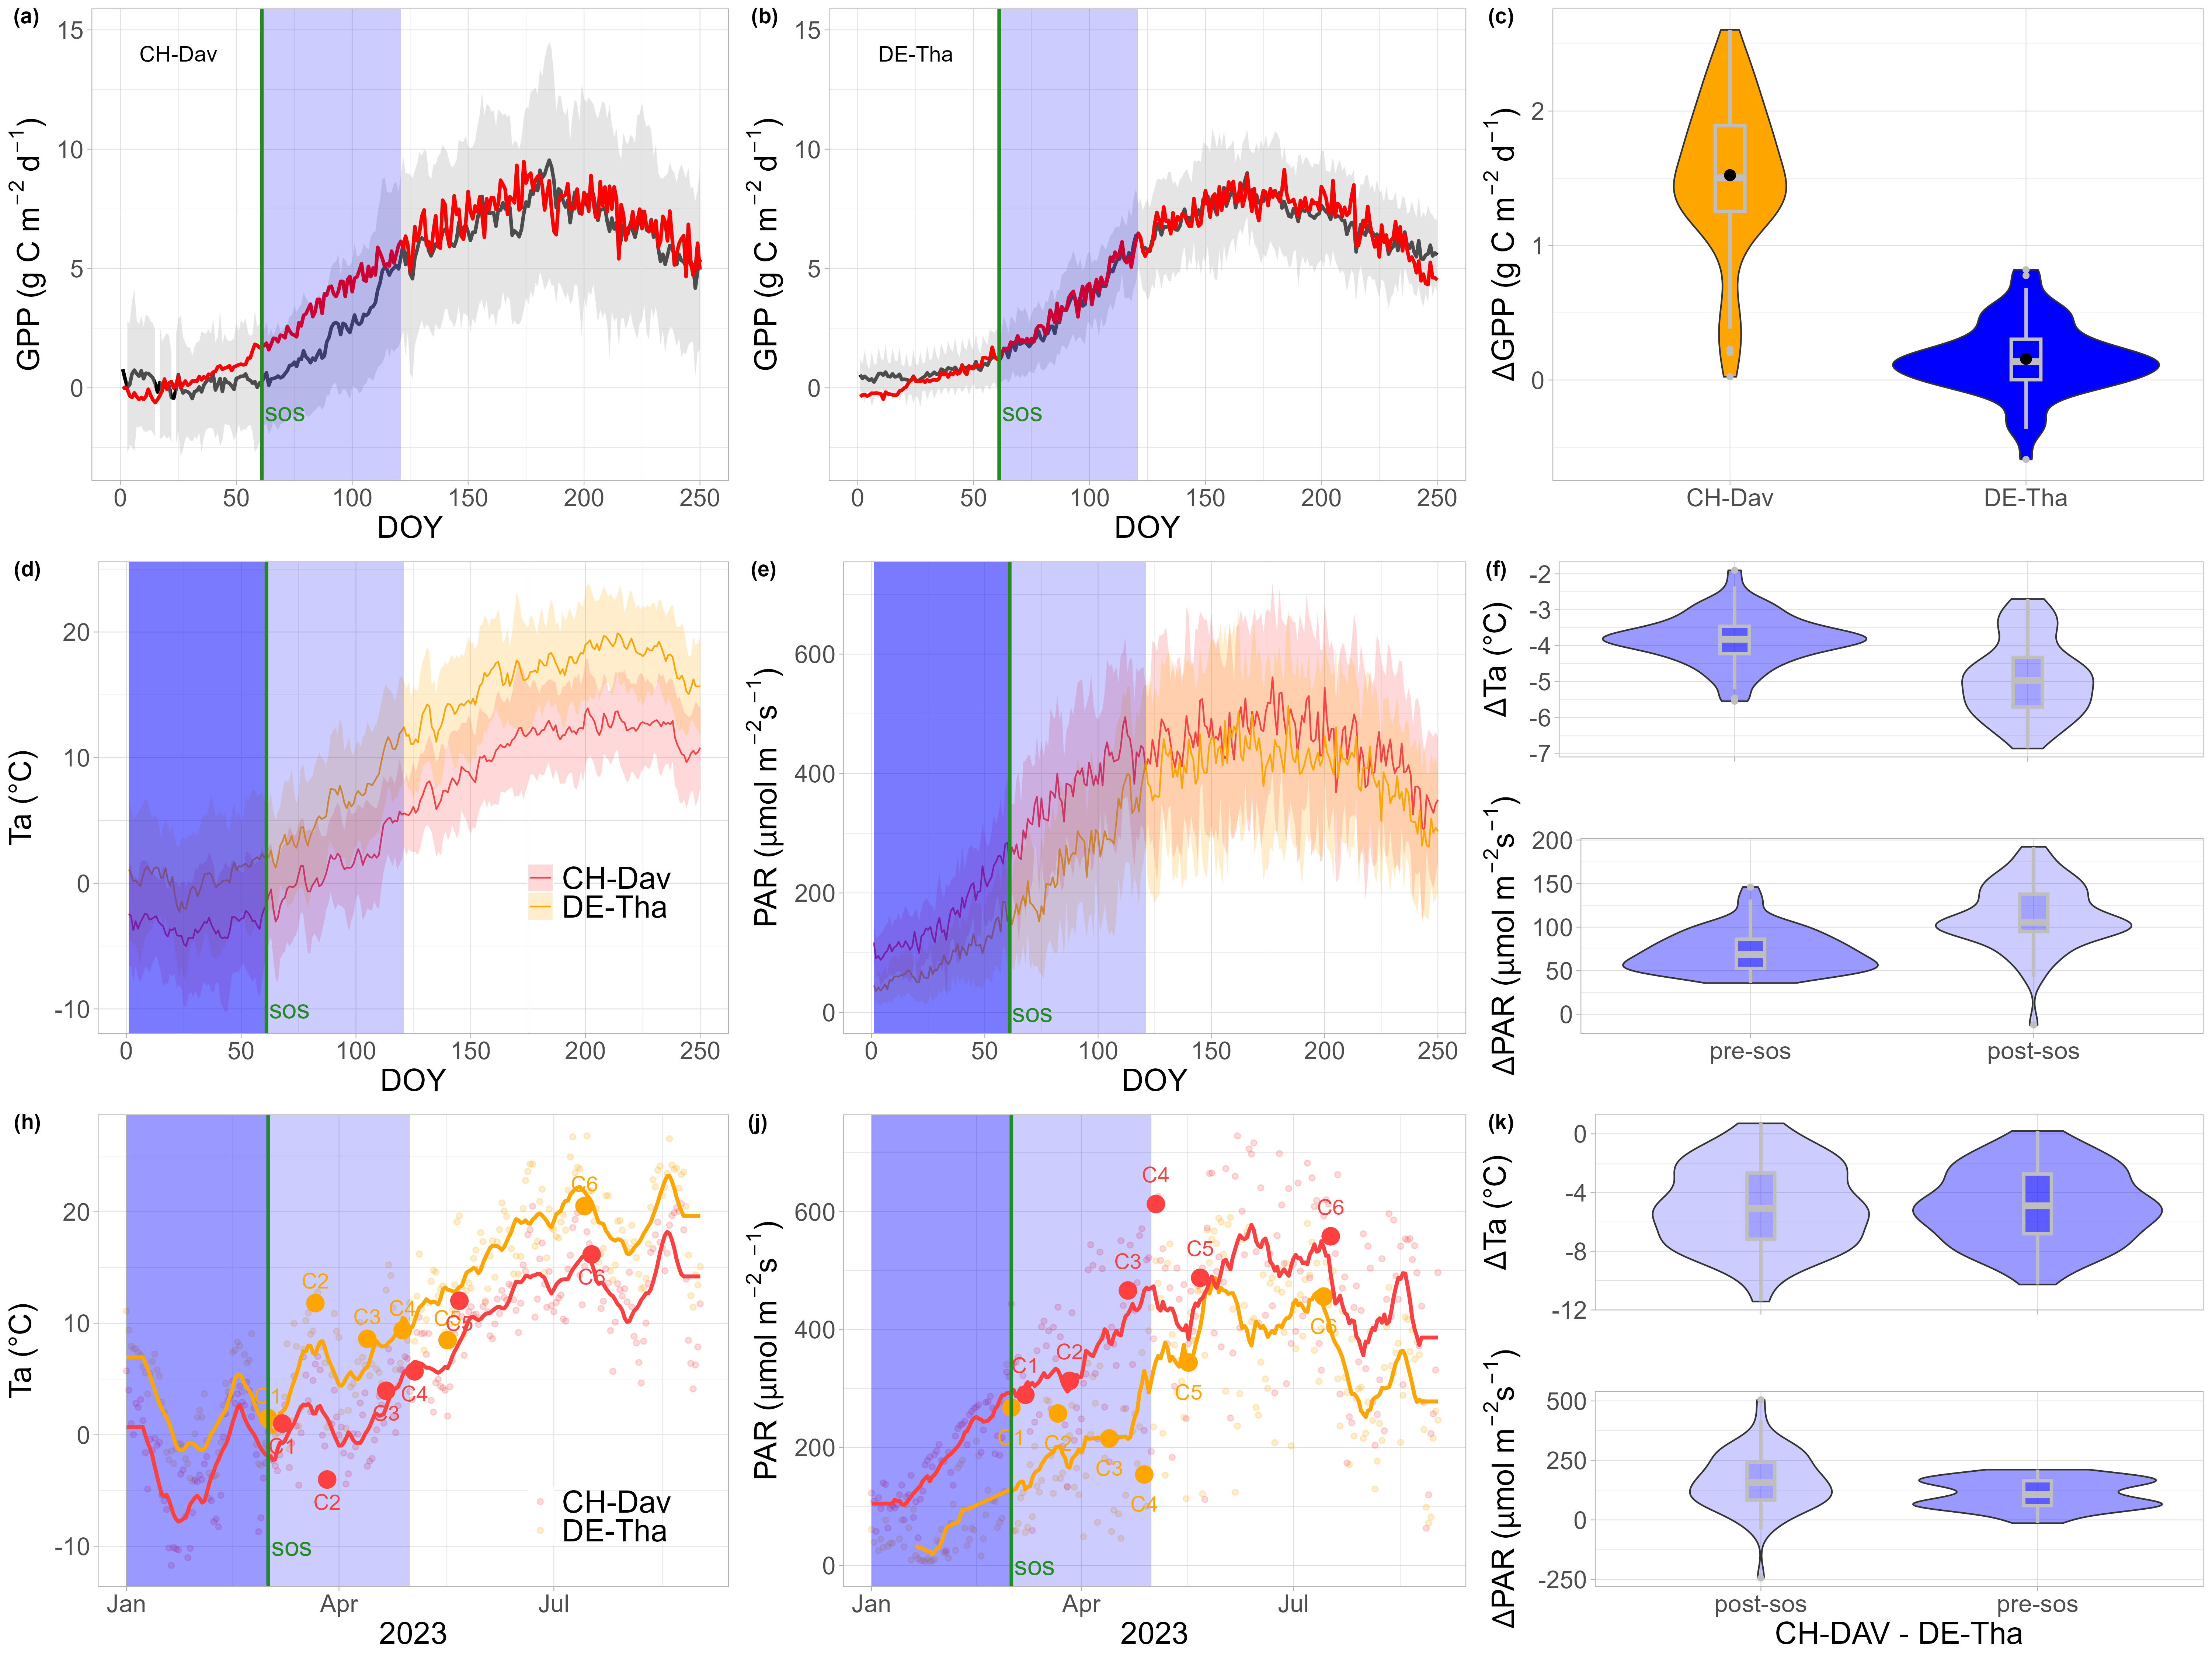 (a)
CH-Dav
15
10
5
0
GPP (g C m⁻² d⁻¹)
sos
0 50 100 150 200 250
DOY
(b)
DE-Tha
15
10
5
0
GPP (g C m⁻² d⁻¹)
sos
0 50 100 150 200 250
DOY
(c)
2
1
0
ΔGPP (g C m⁻² d⁻¹)
CH-Dav DE-Tha
(d)
20
10
0
-10
Ta (°C)
CH-Dav
DE-Tha
sos
0 50 100 150 200 250
DOY
(e)
600
400
200
0
PAR (µmol m⁻²s⁻¹)
sos
0 50 100 150 200 250
DOY
(f)
-2
-3
-4
-5
-6
-7
ΔTa (°C)
200
150
100
50
0
ΔPAR (µmol m⁻²s⁻¹)
pre-sos post-sos
(h)
20
10
0
-10
Ta (°C)
C6
C6
C2
C3
C4
C5
C5
C1
C4
C3
C1
C2
CH-Dav
DE-Tha
sos
Jan Apr Jul
2023
(j)
600
400
200
0
PAR (µmol m⁻²s⁻¹)
C4
C6
C3
C5
C6
C2
C1
C5
C1
C2
C3
C4
sos
Jan Apr Jul
2023
(k)
0
-4
-8
-12
ΔTa (°C)
500
250
0
-250
ΔPAR (µmol m⁻²s⁻¹)
post-sos pre-sos
CH-DAV - DE-Tha